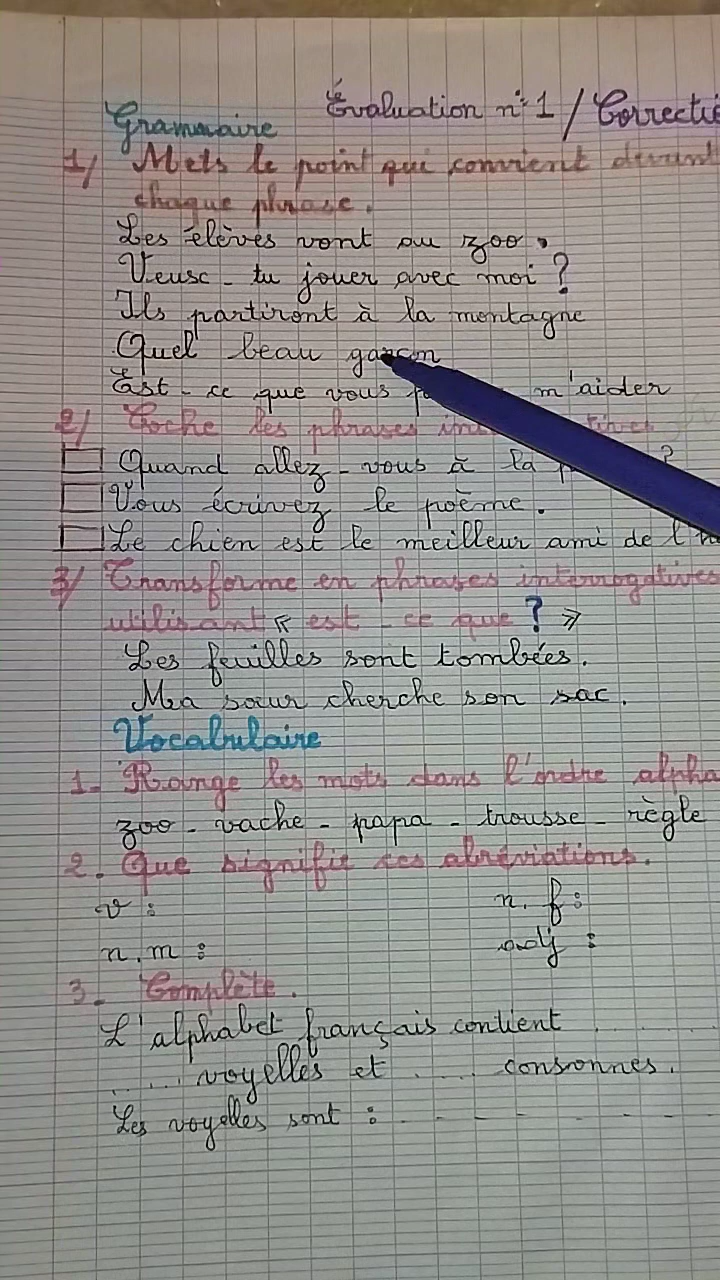 Évaluation n° 1 / Correcti
Grammaire
1/ Mets le point qui convient devant
chaque phrase.
Les élèves vont au zoo.
Veux-tu jouer avec moi ?
Ils partiront à la montagne
Quel beau garçon
Est-ce que vous m'aider
2/ Coche les phrases
Quand allez-vous à la ?
Vous écrivez le poème.
Le chien est le meilleur ami de l'h
3/ Transforme en phrases interrogatives
utilisant « est-ce que ? »
Les feuilles sont tombées.
Ma sœur cherche son sac.
Vocabulaire
1. Range les mots dans l'ordre alpha
zoo - vache - papa - trousse - règle
2. Que signifie ces abréviations.
v : n. f :
n. m : adj :
3. Complète.
L'alphabet français contient .....
..... voyelles et .... consonnes.
Les voyelles sont : - - - - - -